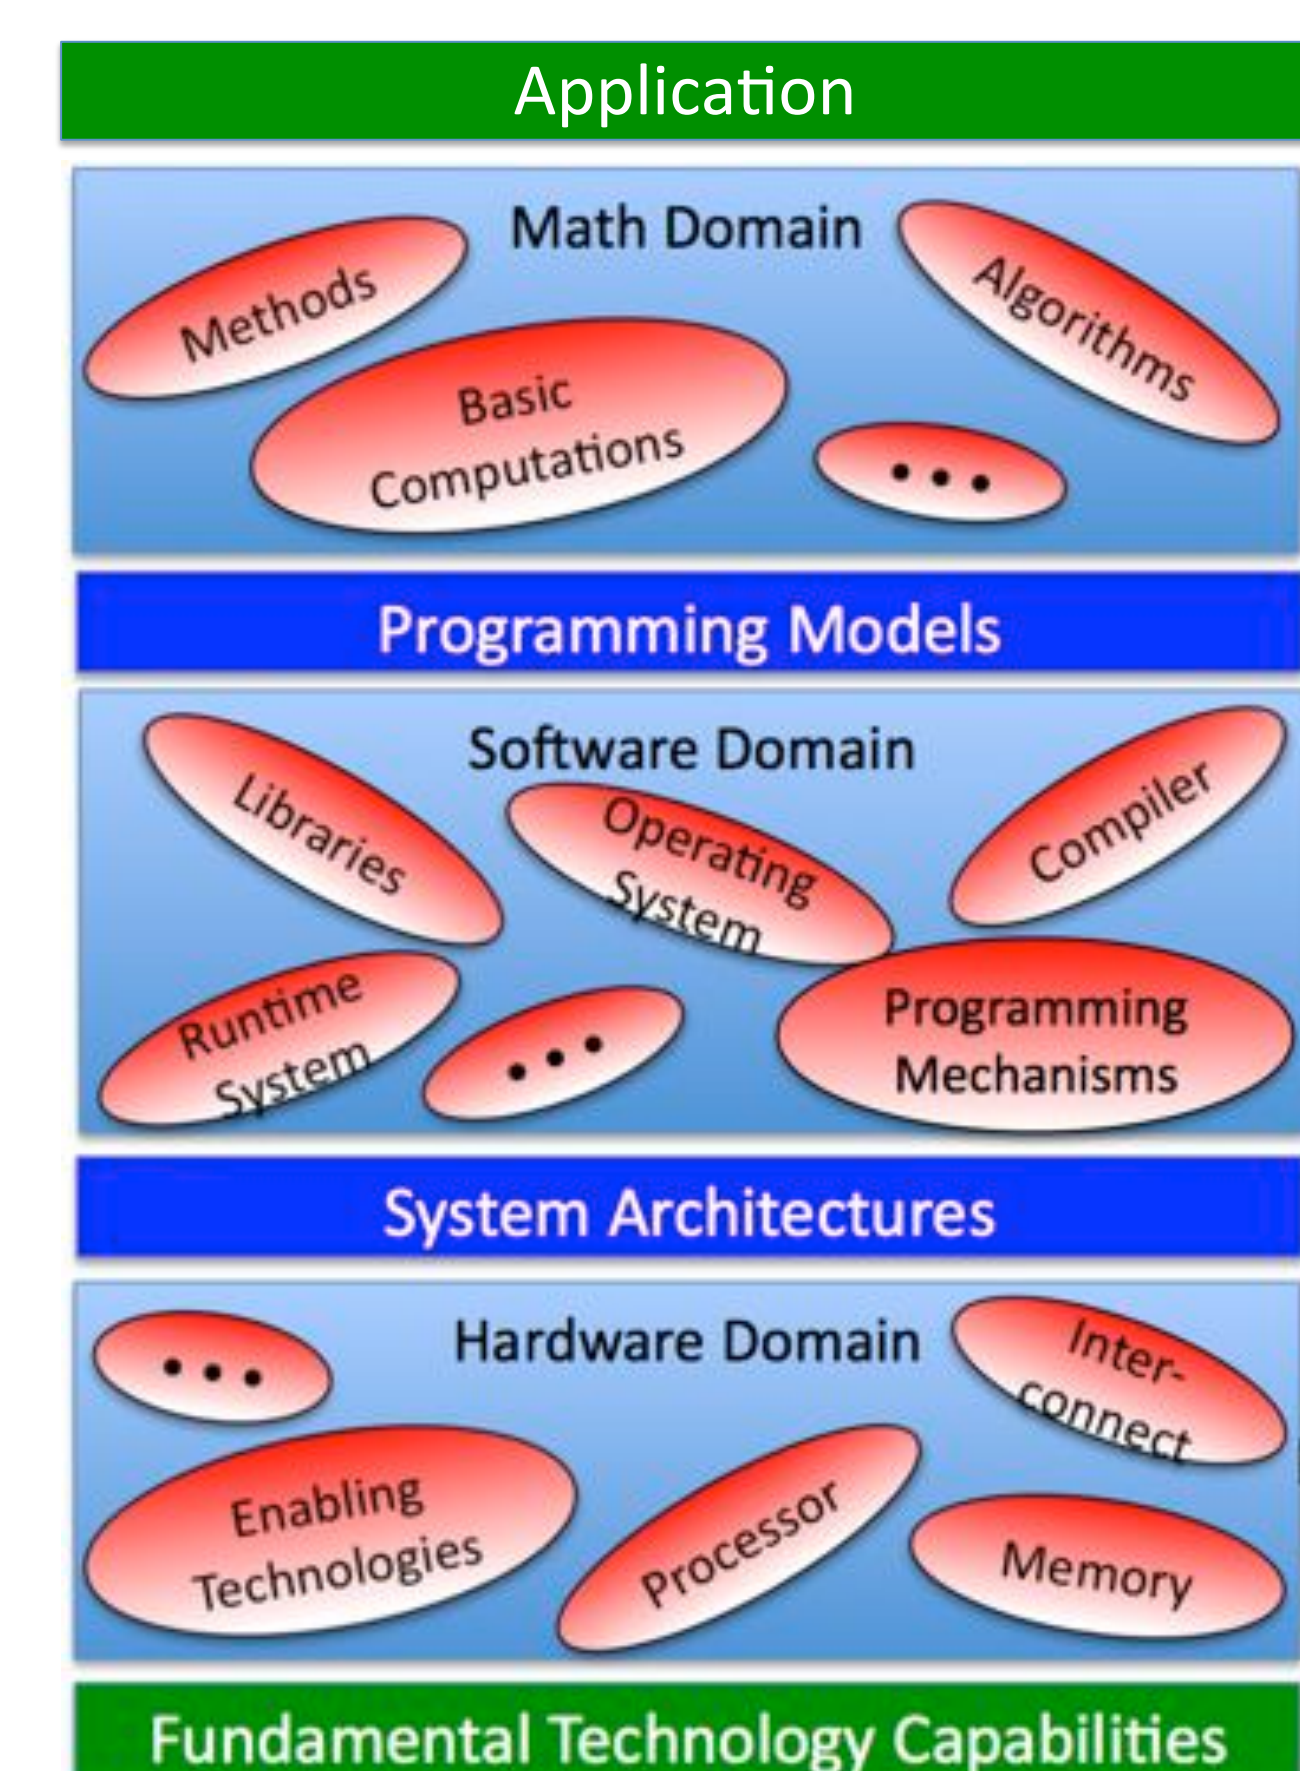 Application
Math Domain
Methods
Algorithms
Basic
Computations
• • •
Programming Models
Software Domain
Libraries
Operating
System
Compiler
Runtime
System
• • •
Programming
Mechanisms
System Architectures
• • •
Hardware Domain
Inter-
connect
Enabling
Technologies
Processor
Memory
Fundamental Technology Capabilities